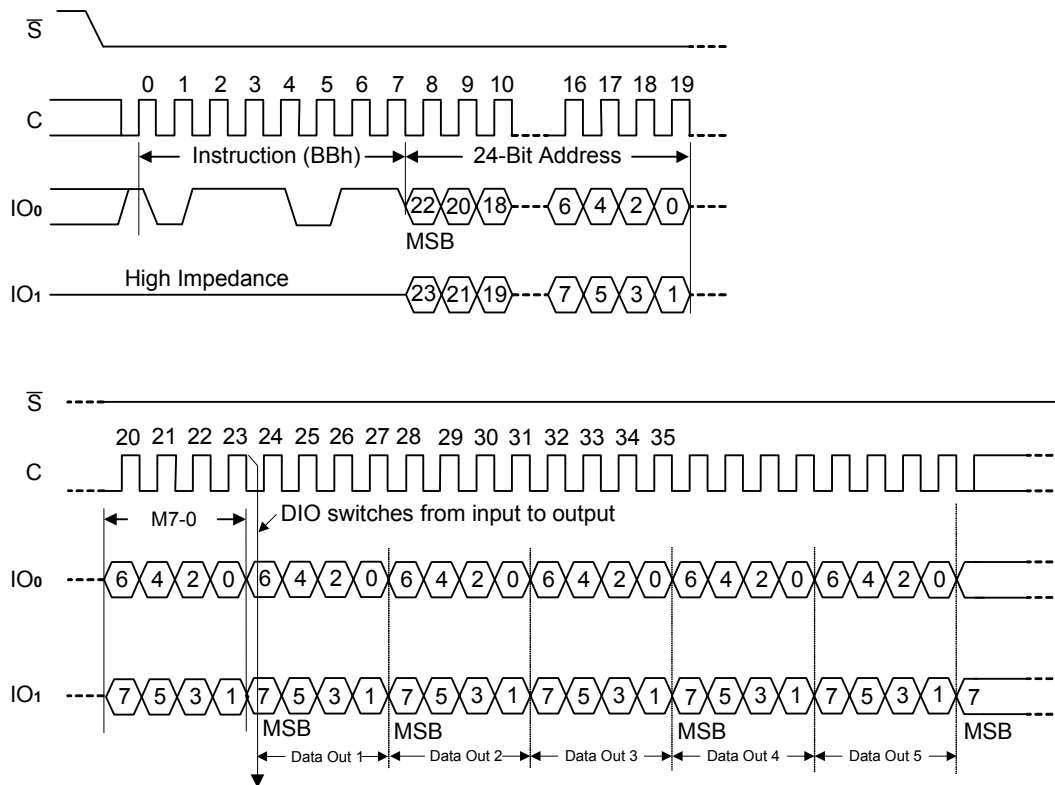 S
0 1 2 3 4 5 6 7 8 9 10 16 17 18 19
C
Instruction (BBh) 24-Bit Address
IO0 22 20 18 6 4 2 0
MSB
High Impedance
IO1 23 21 19 7 5 3 1
S
20 21 22 23 24 25 26 27 28 29 30 31 32 33 34 35
C
M7-0 DIO switches from input to output
IO0 6 4 2 0 6 4 2 0 6 4 2 0 6 4 2 0 6 4 2 0 6 4 2 0
IO1 7 5 3 1 7 5 3 1 7 5 3 1 7 5 3 1 7 5 3 1 7 5 3 1 7
MSB MSB MSB MSB
Data Out 1 Data Out 2 Data Out 3 Data Out 4 Data Out 5